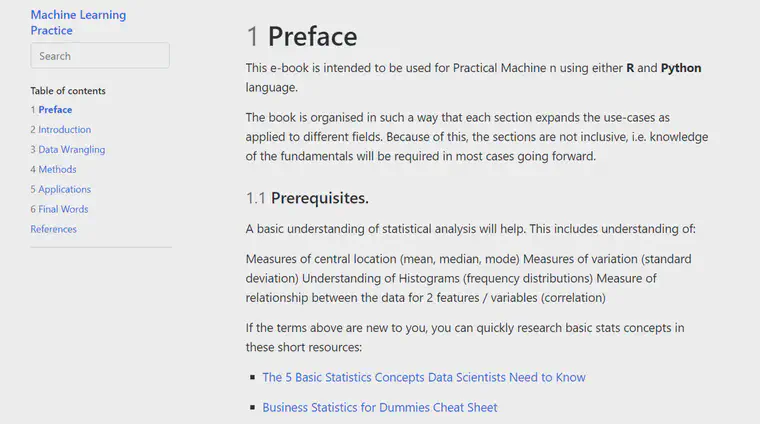 Machine Learning
Practice
Search
Table of contents
1 Preface
2 Introduction
3 Data Wrangling
4 Methods
5 Applications
6 Final Words
References
1 Preface
This e-book is intended to be used for Practical Machine n using either R and Python
language.
The book is organised in such a way that each section expands the use-cases as
applied to different fields. Because of this, the sections are not inclusive, i.e. knowledge
of the fundamentals will be required in most cases going forward.
1.1 Prerequisites.
A basic understanding of statistical analysis will help. This includes understanding of:
Measures of central location (mean, median, mode) Measures of variation (standard
deviation) Understanding of Histograms (frequency distributions) Measure of
relationship between the data for 2 features / variables (correlation)
If the terms above are new to you, you can quickly research basic stats concepts in
these short resources:
The 5 Basic Statistics Concepts Data Scientists Need to Know
Business Statistics for Dummies Cheat Sheet